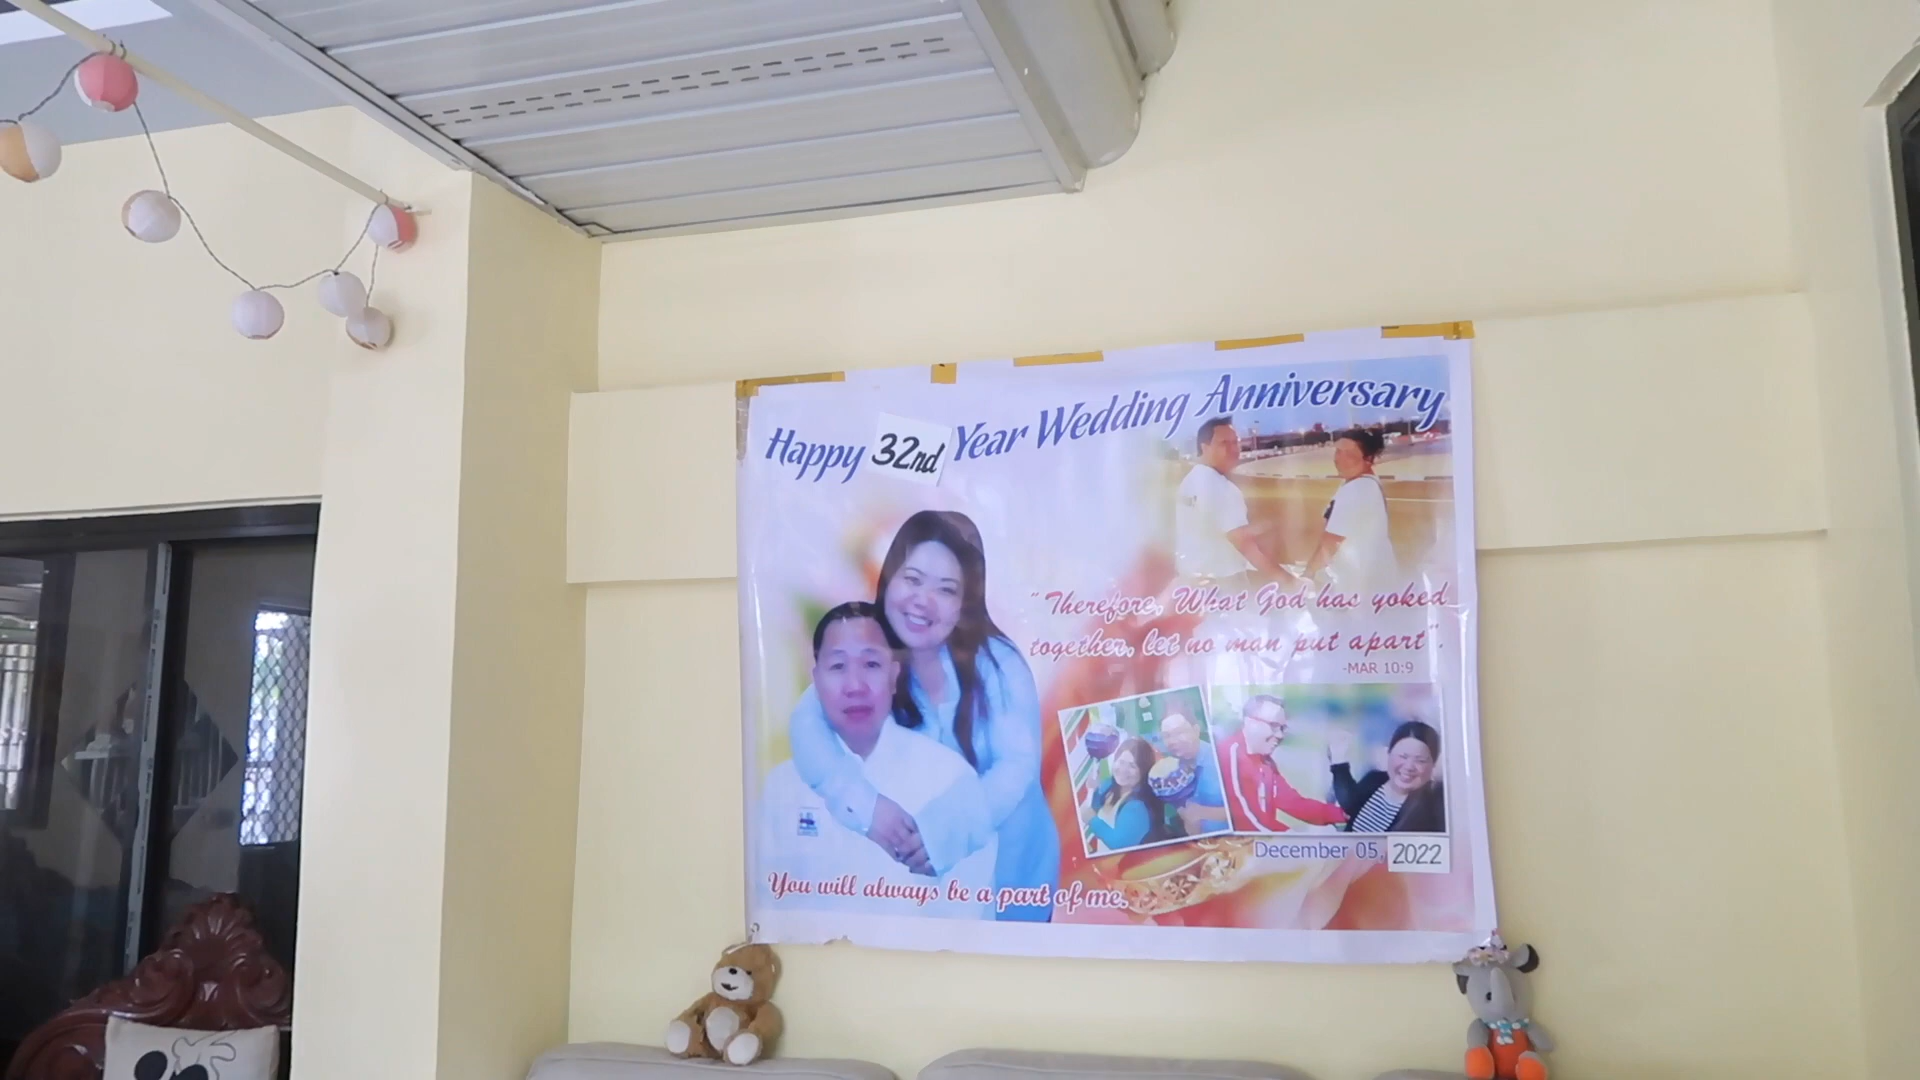 Happy 32nd Year Wedding Anniversary
"Therefore, What God has yoked
together, let no man put apart".
-MAR 10:9
December 05, 2022
You will always be a part of me.